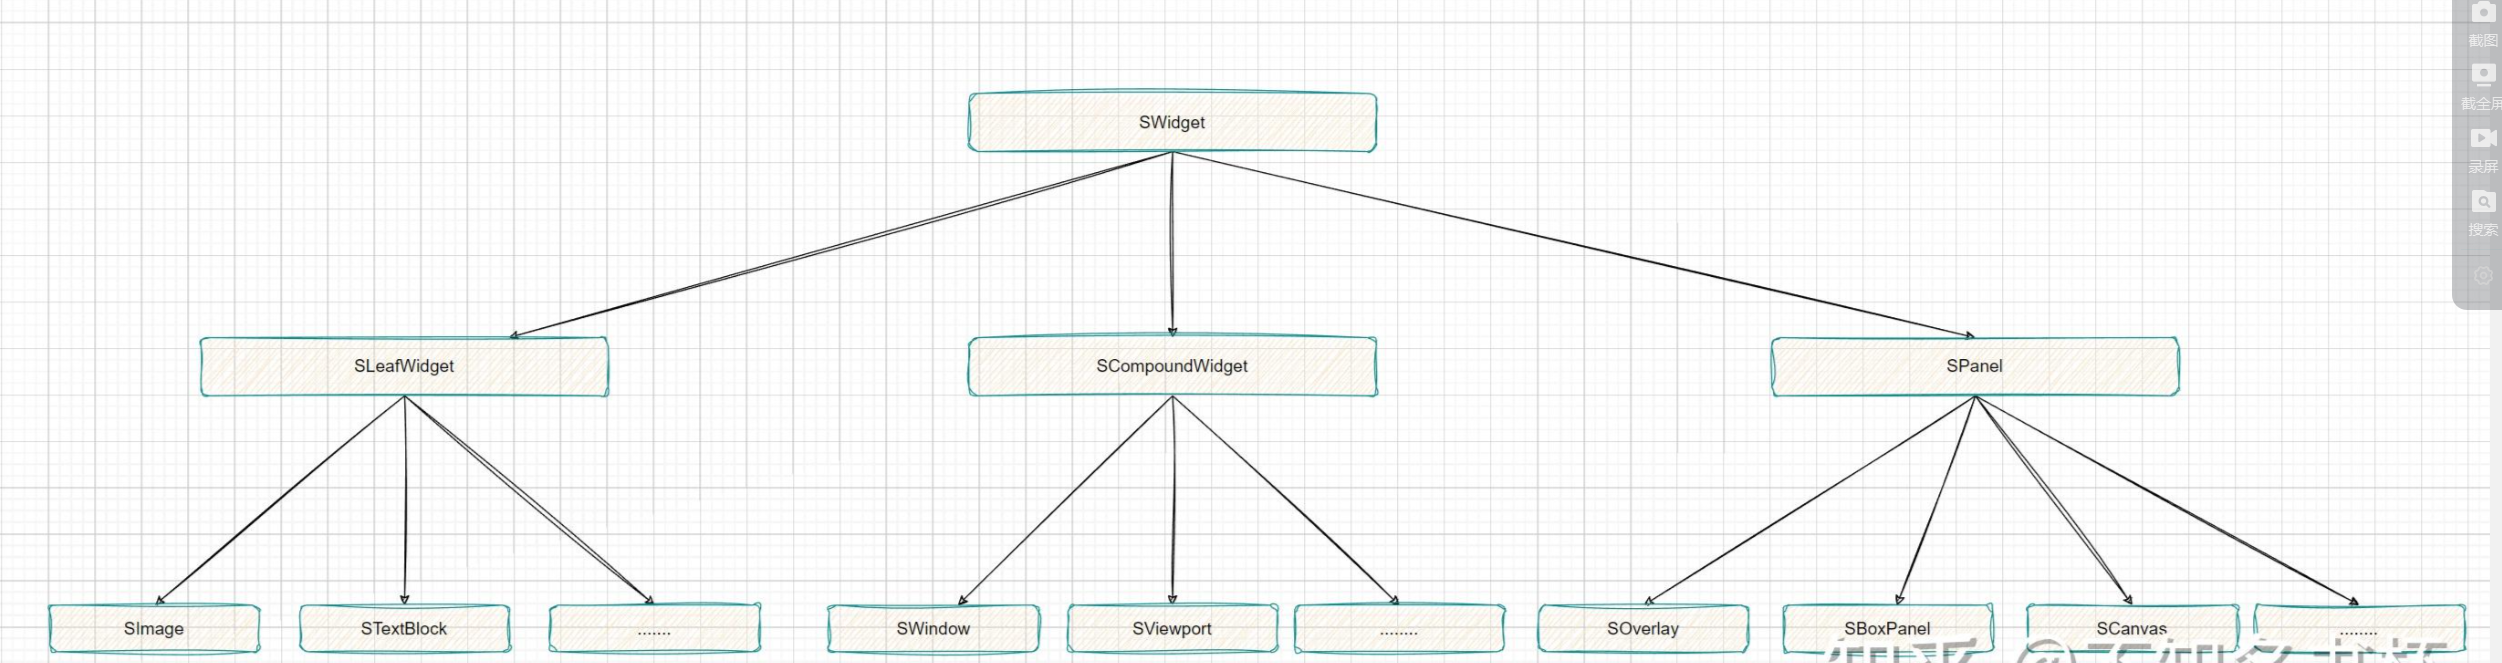 截图
截全屏
录屏
搜索
SWidget
SLeafWidget
SCompoundWidget
SPanel
SImage
STextBlock
.......
SWindow
SViewport
........
SOverlay
SBoxPanel
SCanvas
........